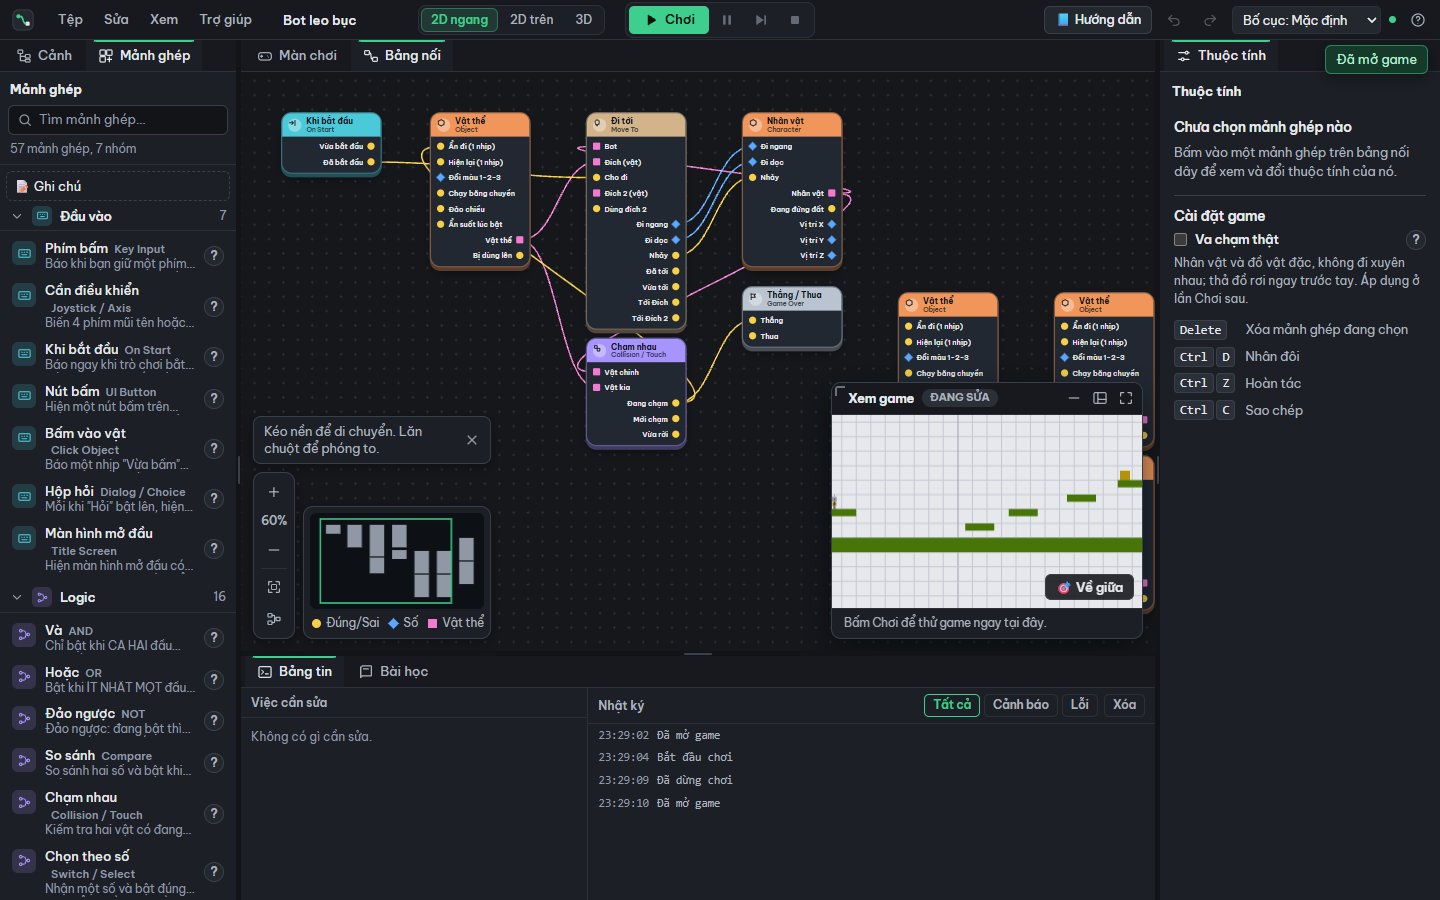 Tệp
Sửa
Xem
Trợ giúp
Bot leo bục
2D ngang
2D trên
3D
Chơi
📘 Hướng dẫn
Bố cục: Mặc định
Cảnh
Mảnh ghép
Màn chơi
Bảng nối
Thuộc tính
Đã mở game
Mảnh ghép
Tìm mảnh ghép...
57 mảnh ghép, 7 nhóm
📝 Ghi chú
Đầu vào
7
Phím bấm Key Input
Báo khi bạn giữ một phím...
?
Cần điều khiển
Joystick / Axis
Biến 4 phím mũi tên hoặc...
?
Khi bắt đầu On Start
Báo ngay khi trò chơi bắt...
?
Nút bấm UI Button
Hiện một nút bấm trên...
?
Bấm vào vật
Click Object
Báo một nhịp "Vừa bấm"...
?
Hộp hỏi Dialog / Choice
Mỗi khi "Hỏi" bật lên, hiện...
?
Màn hình mở đầu
Title Screen
Hiện màn hình mở đầu có...
?
Logic
16
Và AND
Chỉ bật khi CẢ HAI đầu...
?
Hoặc OR
Bật khi ÍT NHẤT MỘT đầu...
?
Đảo ngược NOT
Đảo ngược: đang bật thì...
?
So sánh Compare
So sánh hai số và bật khi...
?
Chạm nhau
Collision / Touch
Kiểm tra hai vật có đang...
?
Chọn theo số
Switch / Select
Nhận một số và bật đúng...
?
Khi bắt đầu
On Start
Vừa bắt đầu
Đã bắt đầu
Vật thể
Object
Ẩn đi (1 nhịp)
Hiện lại (1 nhịp)
Đổi màu 1-2-3
Chạy băng chuyền
Đảo chiều
Ẩn suốt lúc bật
Vật thể
Bị dùng lên
Đi tới
Move To
Bot
Đích (vật)
Cho đi
Đích 2 (vật)
Dùng đích 2
Đi ngang
Đi dọc
Nhảy
Đã tới
Vừa tới
Tới Đích
Tới Đích 2
Nhân vật
Character
Đi ngang
Đi dọc
Nhảy
Nhân vật
Đang đứng đất
Vị trí X
Vị trí Y
Vị trí Z
Thắng / Thua
Game Over
Thắng
Thua
Chạm nhau
Collision / Touch
Vật chính
Vật kia
Đang chạm
Mới chạm
Vừa rời
Vật thể
Object
Ẩn đi (1 nhịp)
Hiện lại (1 nhịp)
Đổi màu 1-2-3
Chạy băng chuyền
Vật thể
Object
Ẩn đi (1 nhịp)
Hiện lại (1 nhịp)
Đổi màu 1-2-3
Chạy băng chuyền
Kéo nền để di chuyển. Lăn
chuột để phóng to.
60%
Đúng/Sai
Số
Vật thể
Xem game
ĐANG SỬA
🎯 Về giữa
Bấm Chơi để thử game ngay tại đây.
Thuộc tính
Chưa chọn mảnh ghép nào
Bấm vào một mảnh ghép trên bảng nối
dây để xem và đổi thuộc tính của nó.
Cài đặt game
Va chạm thật
?
Nhân vật và đồ vật đặc, không đi xuyên
nhau; thả đồ rơi ngay trước tay. Áp dụng ở
lần Chơi sau.
Delete Xóa mảnh ghép đang chọn
Ctrl D Nhân đôi
Ctrl Z Hoàn tác
Ctrl C Sao chép
Bảng tin
Bài học
Việc cần sửa
Không có gì cần sửa.
Nhật ký
Tất cả
Cảnh báo
Lỗi
Xóa
23:29:02 Đã mở game
23:29:04 Bắt đầu chơi
23:29:09 Đã dừng chơi
23:29:10 Đã mở game